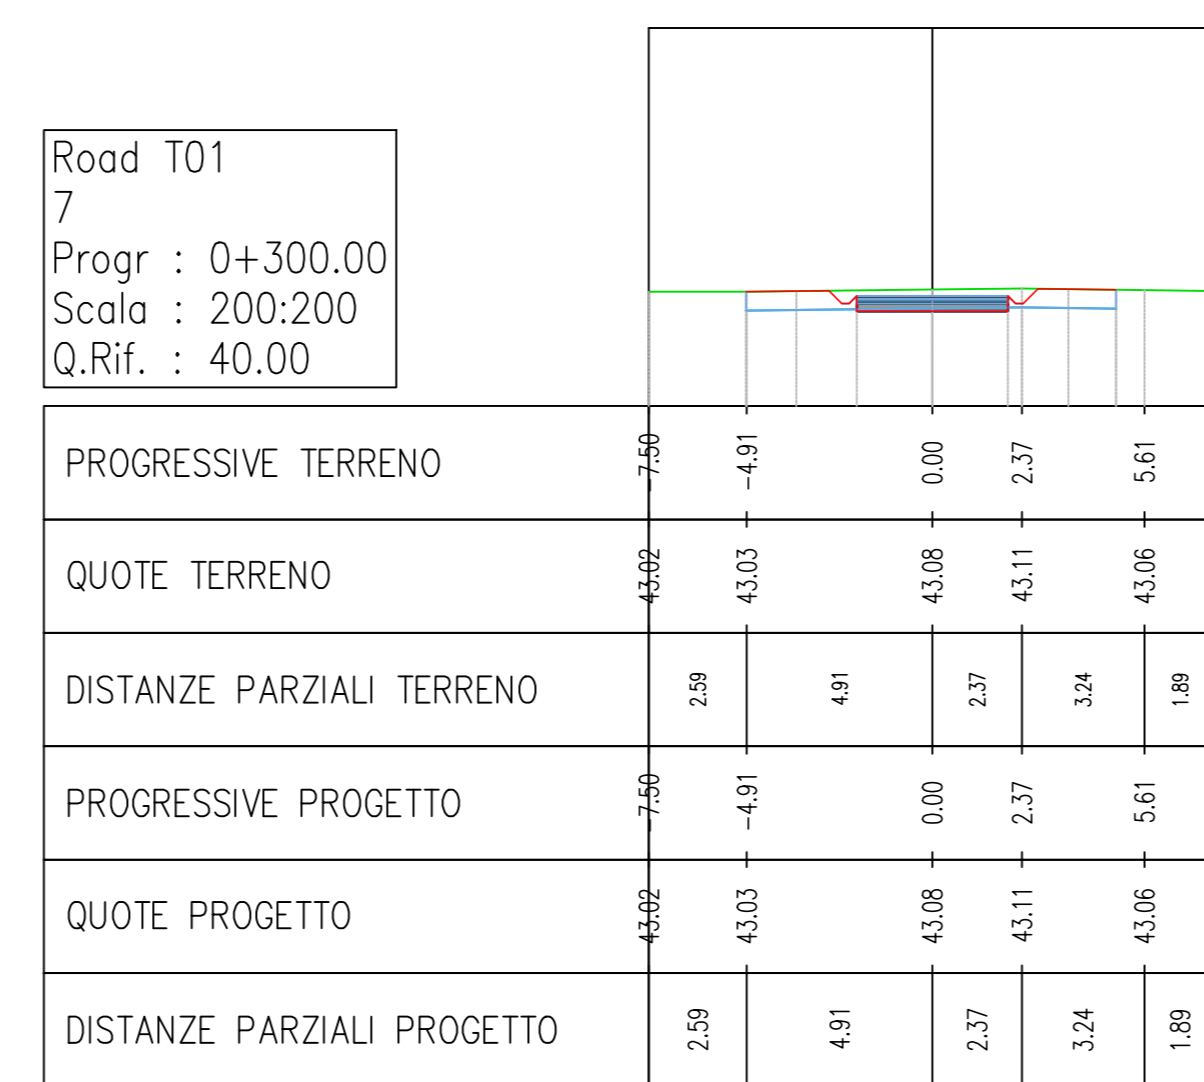 Road T01
7
Progr : 0+300.00
Scala : 200:200
Q.Rif. : 40.00
PROGRESSIVE TERRENO -7.50 -4.91 0.00 2.37 5.61
QUOTE TERRENO 43.02 43.03 43.08 43.11 43.06
DISTANZE PARZIALI TERRENO 2.59 4.91 2.37 3.24 1.89
PROGRESSIVE PROGETTO -7.50 -4.91 0.00 2.37 5.61
QUOTE PROGETTO 43.02 43.03 43.08 43.11 43.06
DISTANZE PARZIALI PROGETTO 2.59 4.91 2.37 3.24 1.89